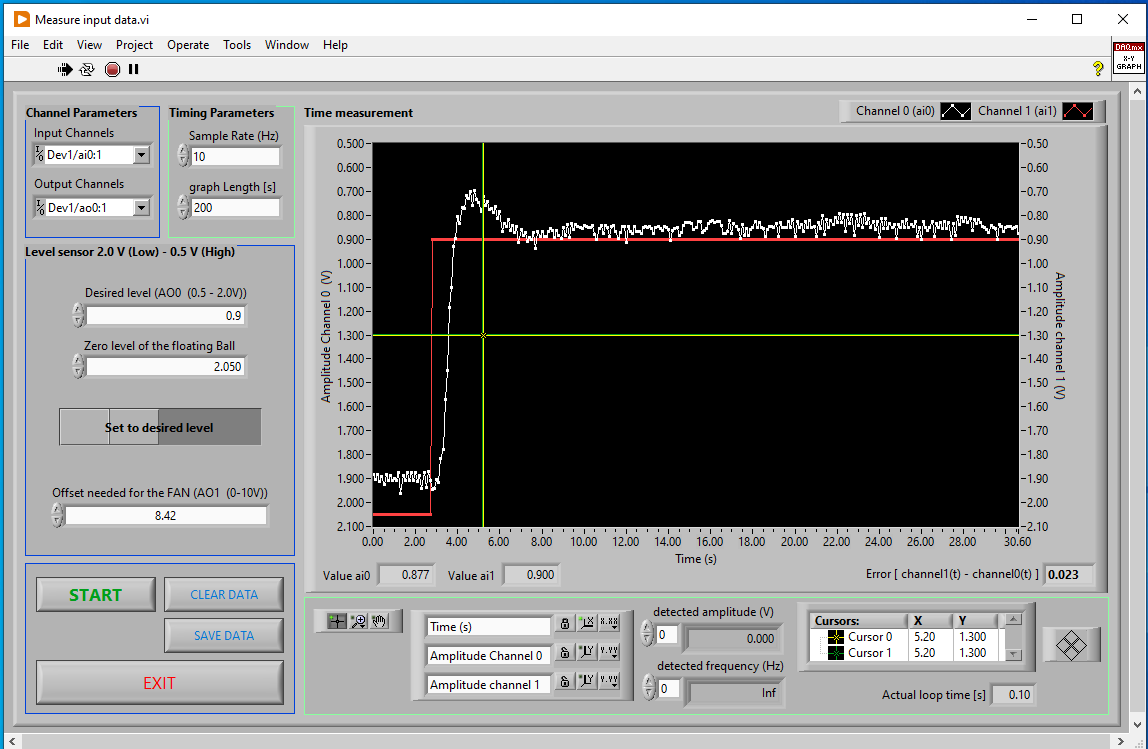 Measure input data.vi
File Edit View Project Operate Tools Window Help
?
DAQmx
X-Y
GRAPH
Channel Parameters
Input Channels
Dev1/ai0:1
Output Channels
Dev1/ao0:1
Timing Parameters
Sample Rate (Hz)
10
graph Length [s]
200
Level sensor 2.0 V (Low) - 0.5 V (High)
Desired level (AO0 (0.5 - 2.0V))
0.9
Zero level of the floating Ball
2.050
Set to desired level
Offset needed for the FAN (AO1 (0-10V))
8.42
START
CLEAR DATA
SAVE DATA
EXIT
Time measurement
Channel 0 (ai0) Channel 1 (ai1)
Amplitude Channel 0 (V)
0.500
0.600
0.700
0.800
0.900
1.000
1.100
1.200
1.300
1.400
1.500
1.600
1.700
1.800
1.900
2.000
2.100
0.50
0.60
0.70
0.80
0.90
1.00
1.10
1.20
1.30
1.40
1.50
1.60
1.70
1.80
1.90
2.00
2.10
Amplitude channel 1 (V)
0.00 2.00 4.00 6.00 8.00 10.00 12.00 14.00 16.00 18.00 20.00 22.00 24.00 26.00 28.00 30.60
Time (s)
Value ai0 0.877 Value ai1 0.900
Error [ channel1(t) - channel0(t) ] 0.023
Time (s)
Amplitude Channel 0
Amplitude channel 1
X X.XX
Y Y.YY
Y Y.YY
detected amplitude (V)
0 0.000
detected frequency (Hz)
0 Inf
Cursors: X Y
Cursor 0 5.20 1.300
Cursor 1 5.20 1.300
Actual loop time [s] 0.10